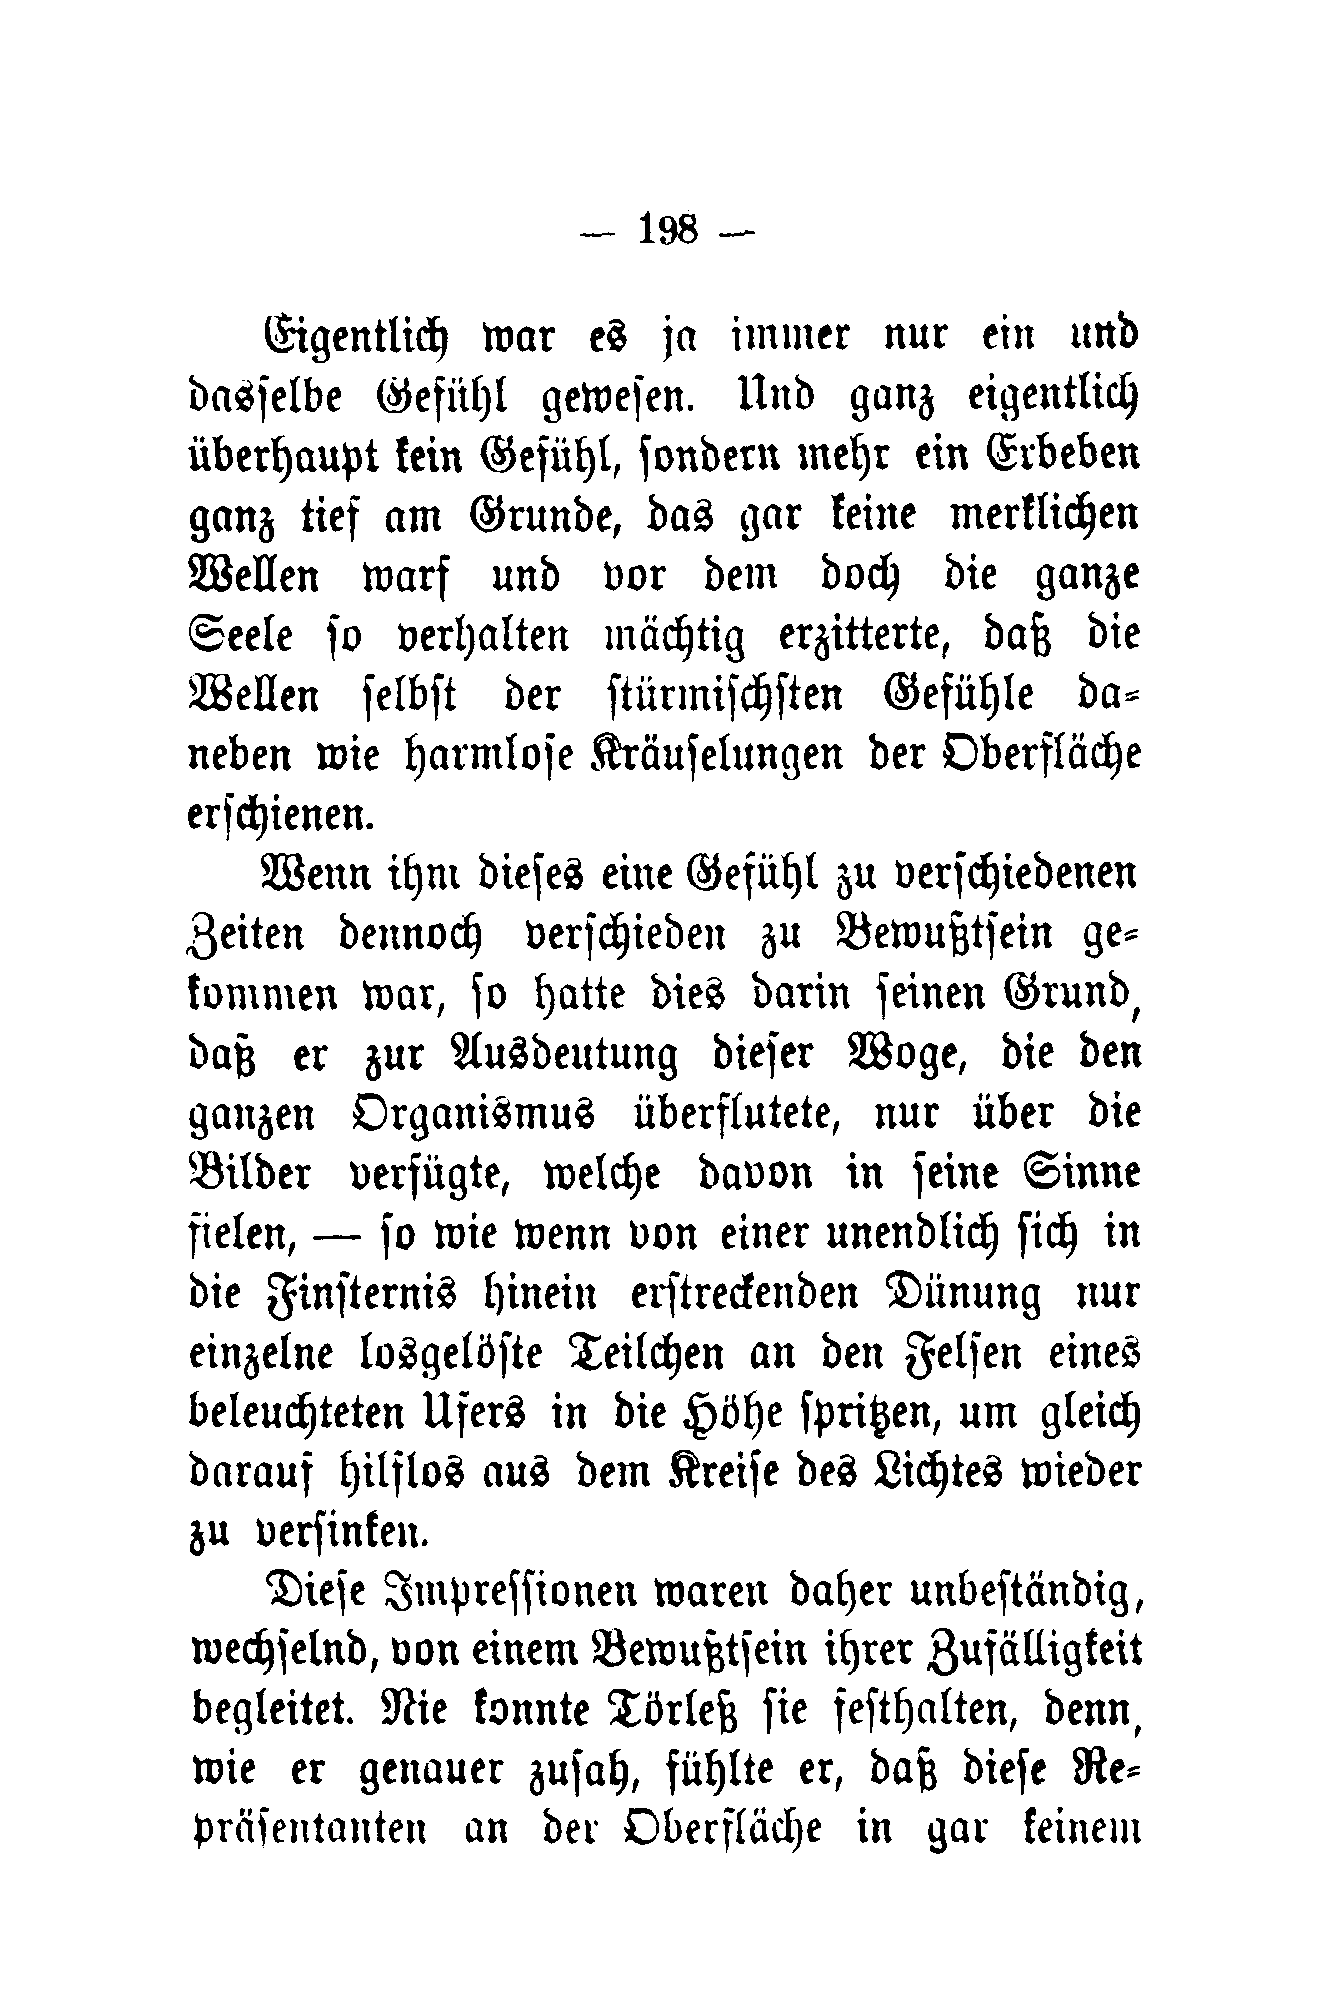 — 198 —
Eigentlich war es ja immer nur ein und
dasselbe Gefühl gewesen. Und ganz eigentlich
überhaupt kein Gefühl, sondern mehr ein Erbeben
ganz tief am Grunde, das gar keine merklichen
Wellen warf und vor dem doch die ganze
Seele so verhalten mächtig erzitterte, daß die
Wellen selbst der stürmischsten Gefühle da-
neben wie harmlose Kräuselungen der Oberfläche
erschienen.
Wenn ihm dieses eine Gefühl zu verschiedenen
Zeiten dennoch verschieden zu Bewußtsein ge-
kommen war, so hatte dies darin seinen Grund,
daß er zur Ausdeutung dieser Woge, die den
ganzen Organismus überflutete, nur über die
Bilder verfügte, welche davon in seine Sinne
fielen, — so wie wenn von einer unendlich sich in
die Finsternis hinein erstreckenden Dünung nur
einzelne losgelöste Teilchen an den Felsen eines
beleuchteten Ufers in die Höhe spritzen, um gleich
darauf hilflos aus dem Kreise des Lichtes wieder
zu versinken.
Diese Impressionen waren daher unbeständig,
wechselnd, von einem Bewußtsein ihrer Zufälligkeit
begleitet. Nie konnte Törleß sie festhalten, denn,
wie er genauer zusah, fühlte er, daß diese Re-
präsentanten an der Oberfläche in gar keinem